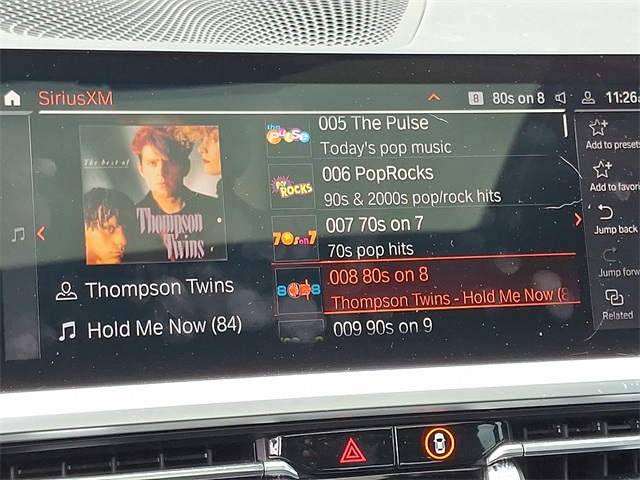 SiriusXM
8 80s on 8
11:26
The best of
Thompson
Twins
Thompson Twins
Hold Me Now (84)
the pulse
005 The Pulse
Today's pop music
POP ROCKS
006 PopRocks
90s & 2000s pop/rock hits
70s on 7
007 70s on 7
70s pop hits
80s8
008 80s on 8
Thompson Twins - Hold Me Now (8
009 90s on 9
Add to presets
Add to favori
Jump back
Jump forw
Related